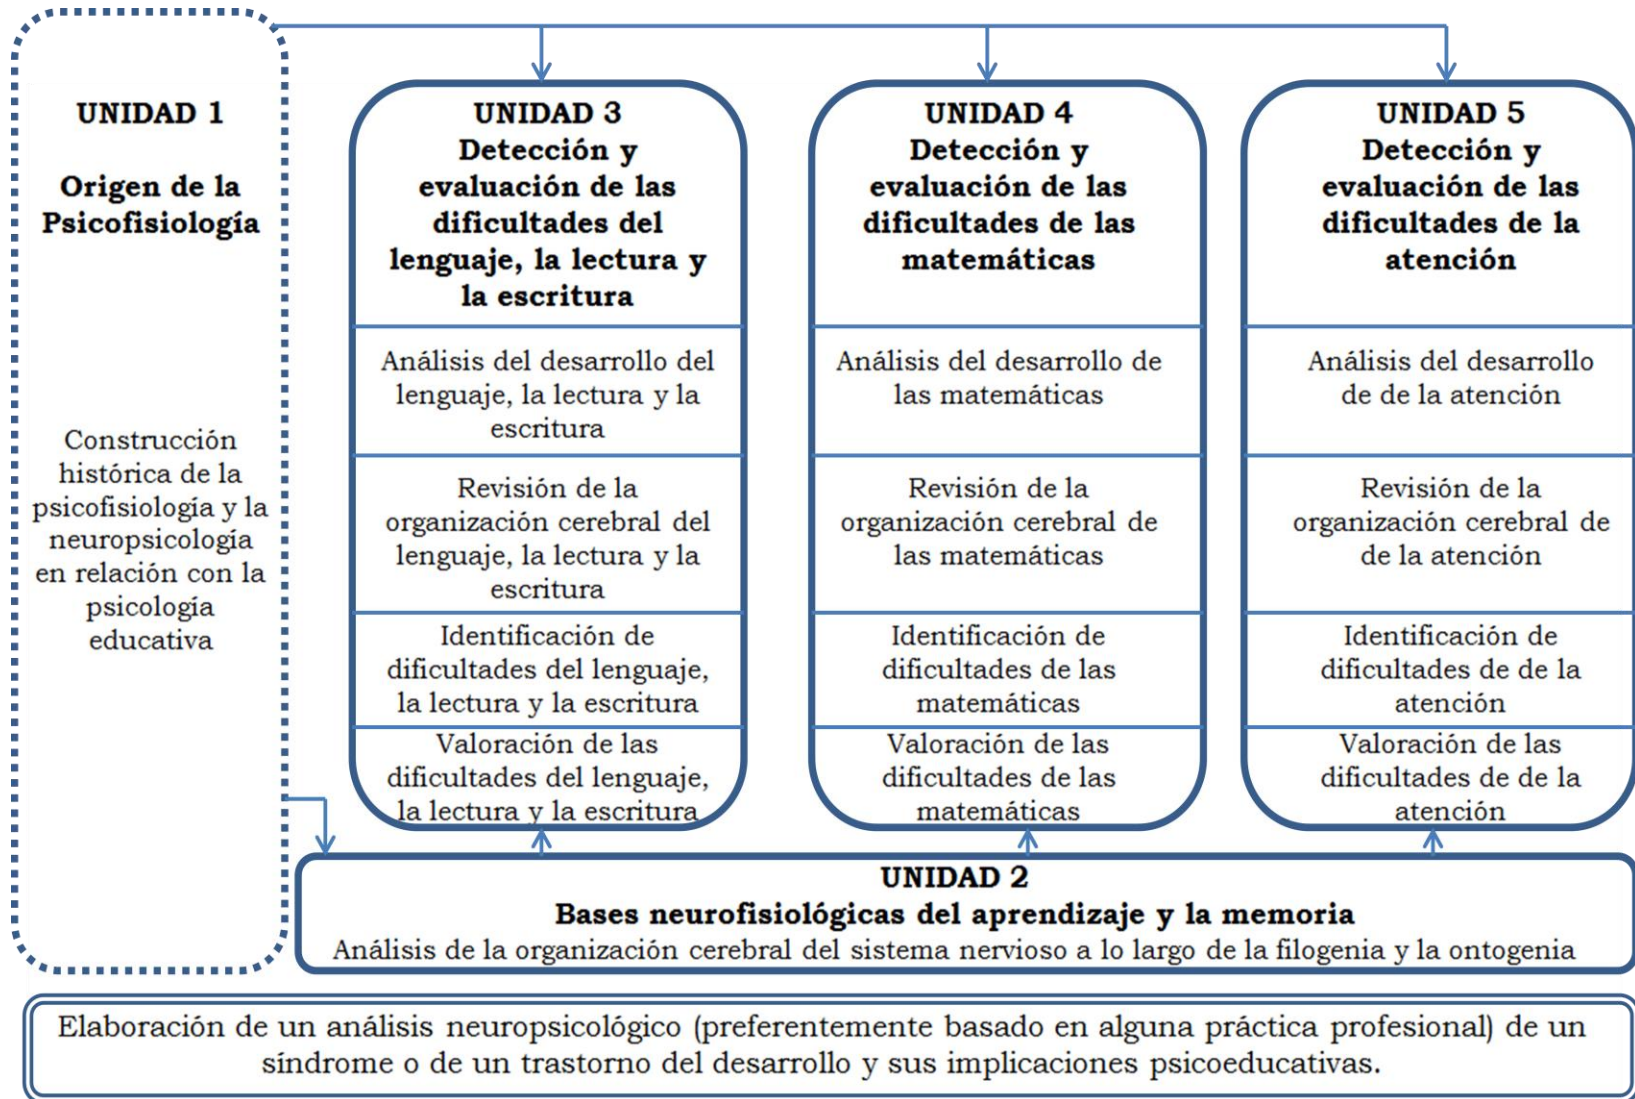 UNIDAD 1
Origen de la
Psicofisiología
Construcción
histórica de la
psicofisiología y la
neuropsicología
en relación con la
psicología
educativa
UNIDAD 3
Detección y
evaluación de las
dificultades del
lenguaje, la lectura y
la escritura
Análisis del desarrollo del
lenguaje, la lectura y la
escritura
Revisión de la
organización cerebral del
lenguaje, la lectura y la
escritura
Identificación de
dificultades del lenguaje,
la lectura y la escritura
Valoración de las
dificultades del lenguaje,
la lectura y la escritura
UNIDAD 4
Detección y
evaluación de las
dificultades de las
matemáticas
Análisis del desarrollo de
las matemáticas
Revisión de la
organización cerebral de
las matemáticas
Identificación de
dificultades de las
matemáticas
Valoración de las
dificultades de las
matemáticas
UNIDAD 5
Detección y
evaluación de las
dificultades de la
atención
Análisis del desarrollo
de de la atención
Revisión de la
organización cerebral de
de la atención
Identificación de
dificultades de de la
atención
Valoración de las
dificultades de de la
atención
UNIDAD 2
Bases neurofisiológicas del aprendizaje y la memoria
Análisis de la organización cerebral del sistema nervioso a lo largo de la filogenia y la ontogenia
Elaboración de un análisis neuropsicológico (preferentemente basado en alguna práctica profesional) de un
síndrome o de un trastorno del desarrollo y sus implicaciones psicoeducativas.